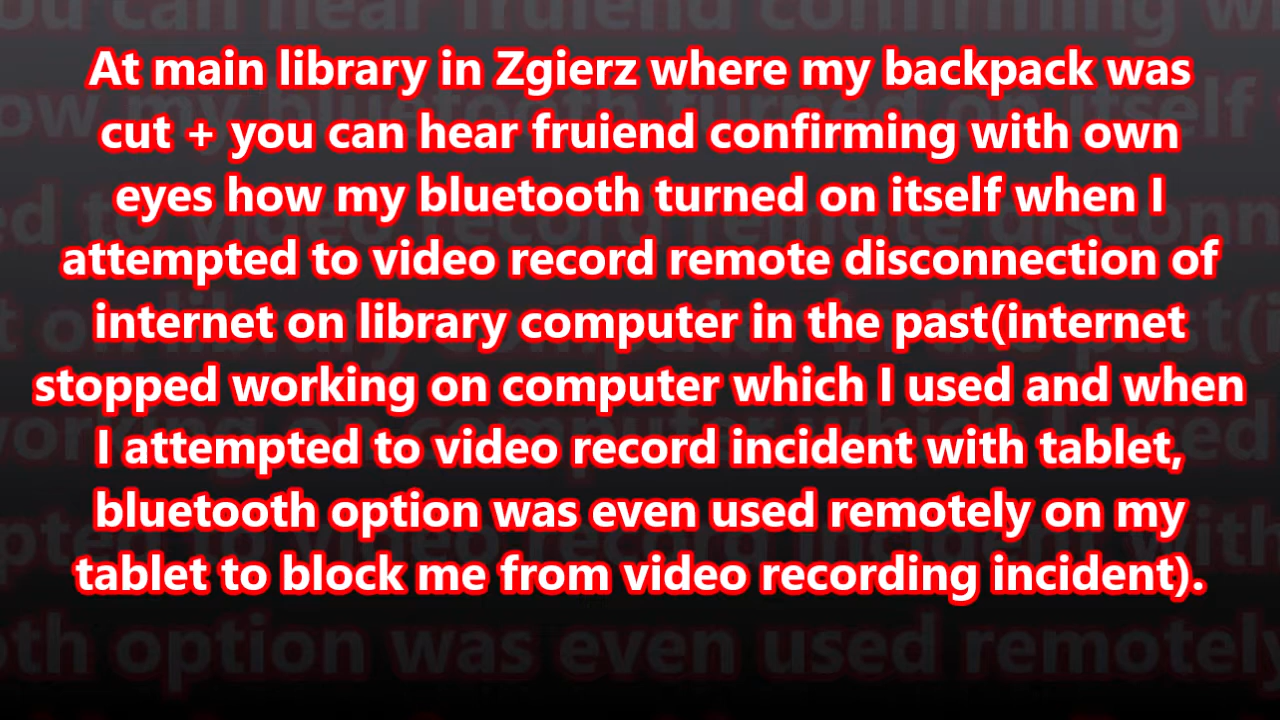 At main library in Zgierz where my backpack was
cut + you can hear fruiend confirming with own
eyes how my bluetooth turned on itself when I
attempted to video record remote disconnection of
internet on library computer in the past(internet
stopped working on computer which I used and when
I attempted to video record incident with tablet,
bluetooth option was even used remotely on my
tablet to block me from video recording incident).